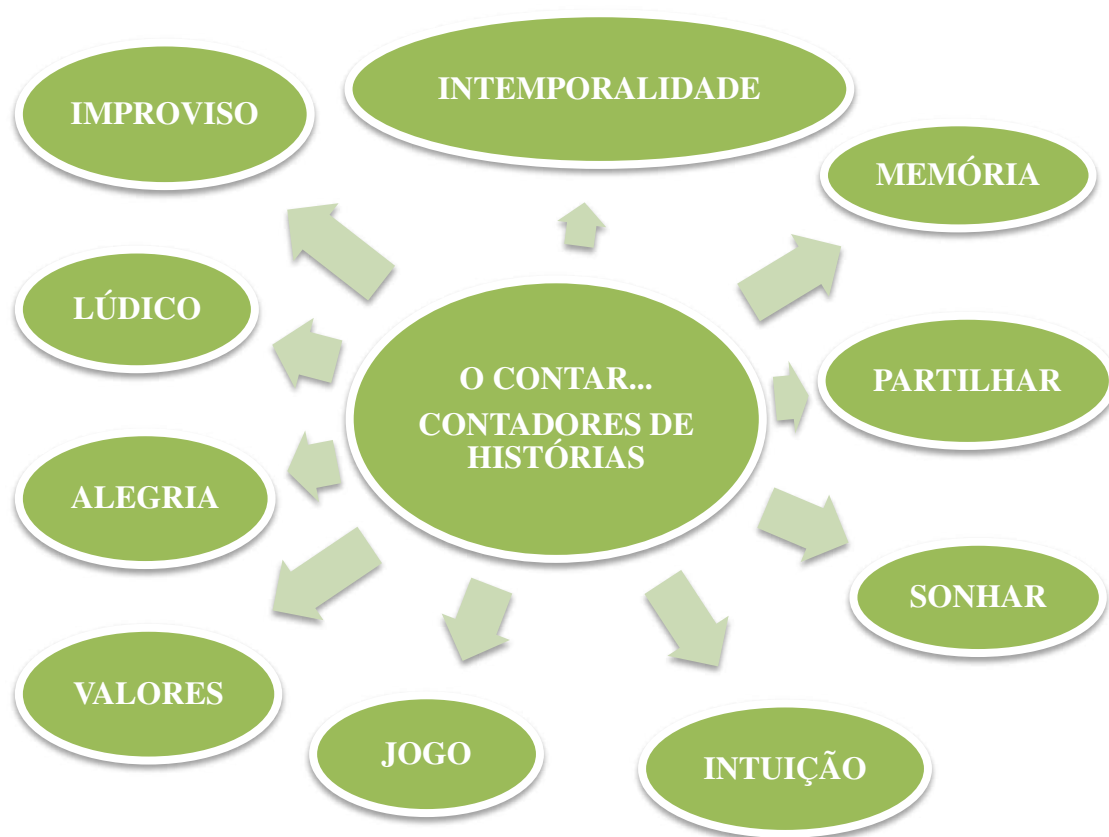 INTEMPORALIDADE
IMPROVISO
MEMÓRIA
LÚDICO
O CONTAR...
CONTADORES DE
HISTÓRIAS
PARTILHAR
ALEGRIA
SONHAR
VALORES
JOGO
INTUIÇÃO